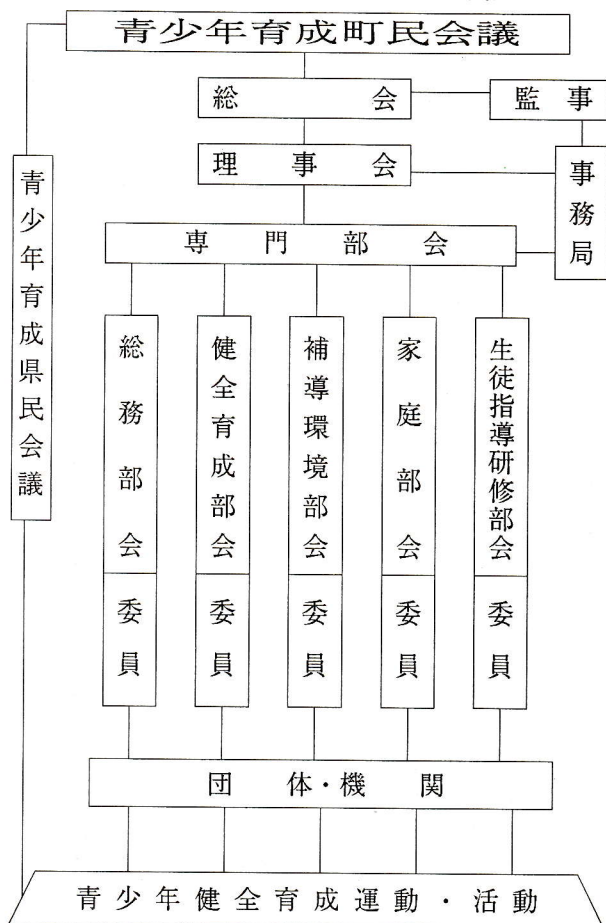 青少年育成町民会議
総会
監事
理事会
事務局
専門部会
青少年育成県民会議
総務部会
委員
健全育成部会
委員
補導環境部会
委員
家庭部会
委員
生徒指導研修部会
委員
団体・機関
青少年健全育成運動・活動